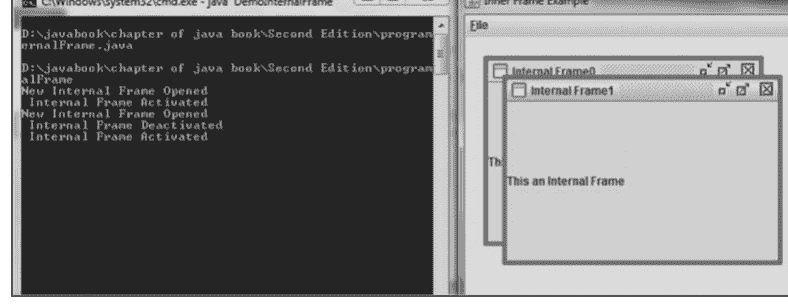 C:\Windows\system32\cmd.exe - java DemoInternalFrame
D:\javabook\chapter of java book\Second Edition\program
ernalFrame.java
D:\javabook\chapter of java book\Second Edition\program
alFrame
New Internal Frame Opened
Internal Frame Activated
New Internal Frame Opened
Internal Frame Deactivated
Internal Frame Activated
Inner Frame Example
File
Internal Frame0
Internal Frame1
Th
This an Internal Frame